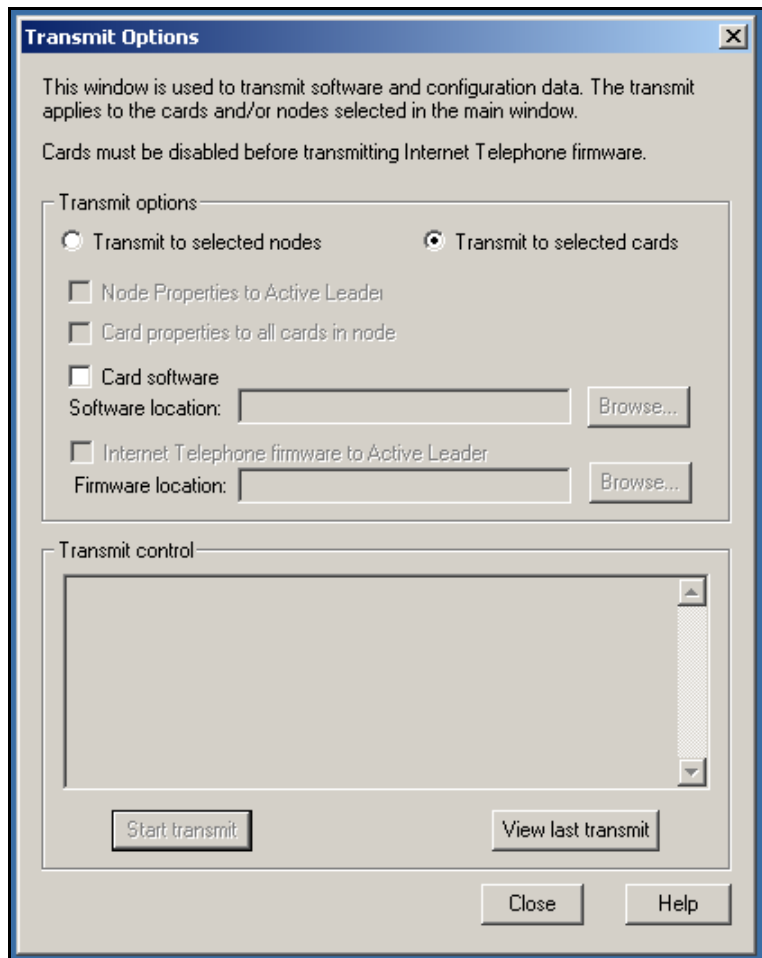 Transmit Options
This window is used to transmit software and configuration data. The transmit
applies to the cards and/or nodes selected in the main window.
Cards must be disabled before transmitting Internet Telephone firmware.
Transmit options
Transmit to selected nodes
Transmit to selected cards
Node Properties to Active Leader
Card properties to all cards in node
Card software
Software location:
Browse...
Internet Telephone firmware to Active Leader
Firmware location:
Browse...
Transmit control
Start transmit
View last transmit
Close
Help